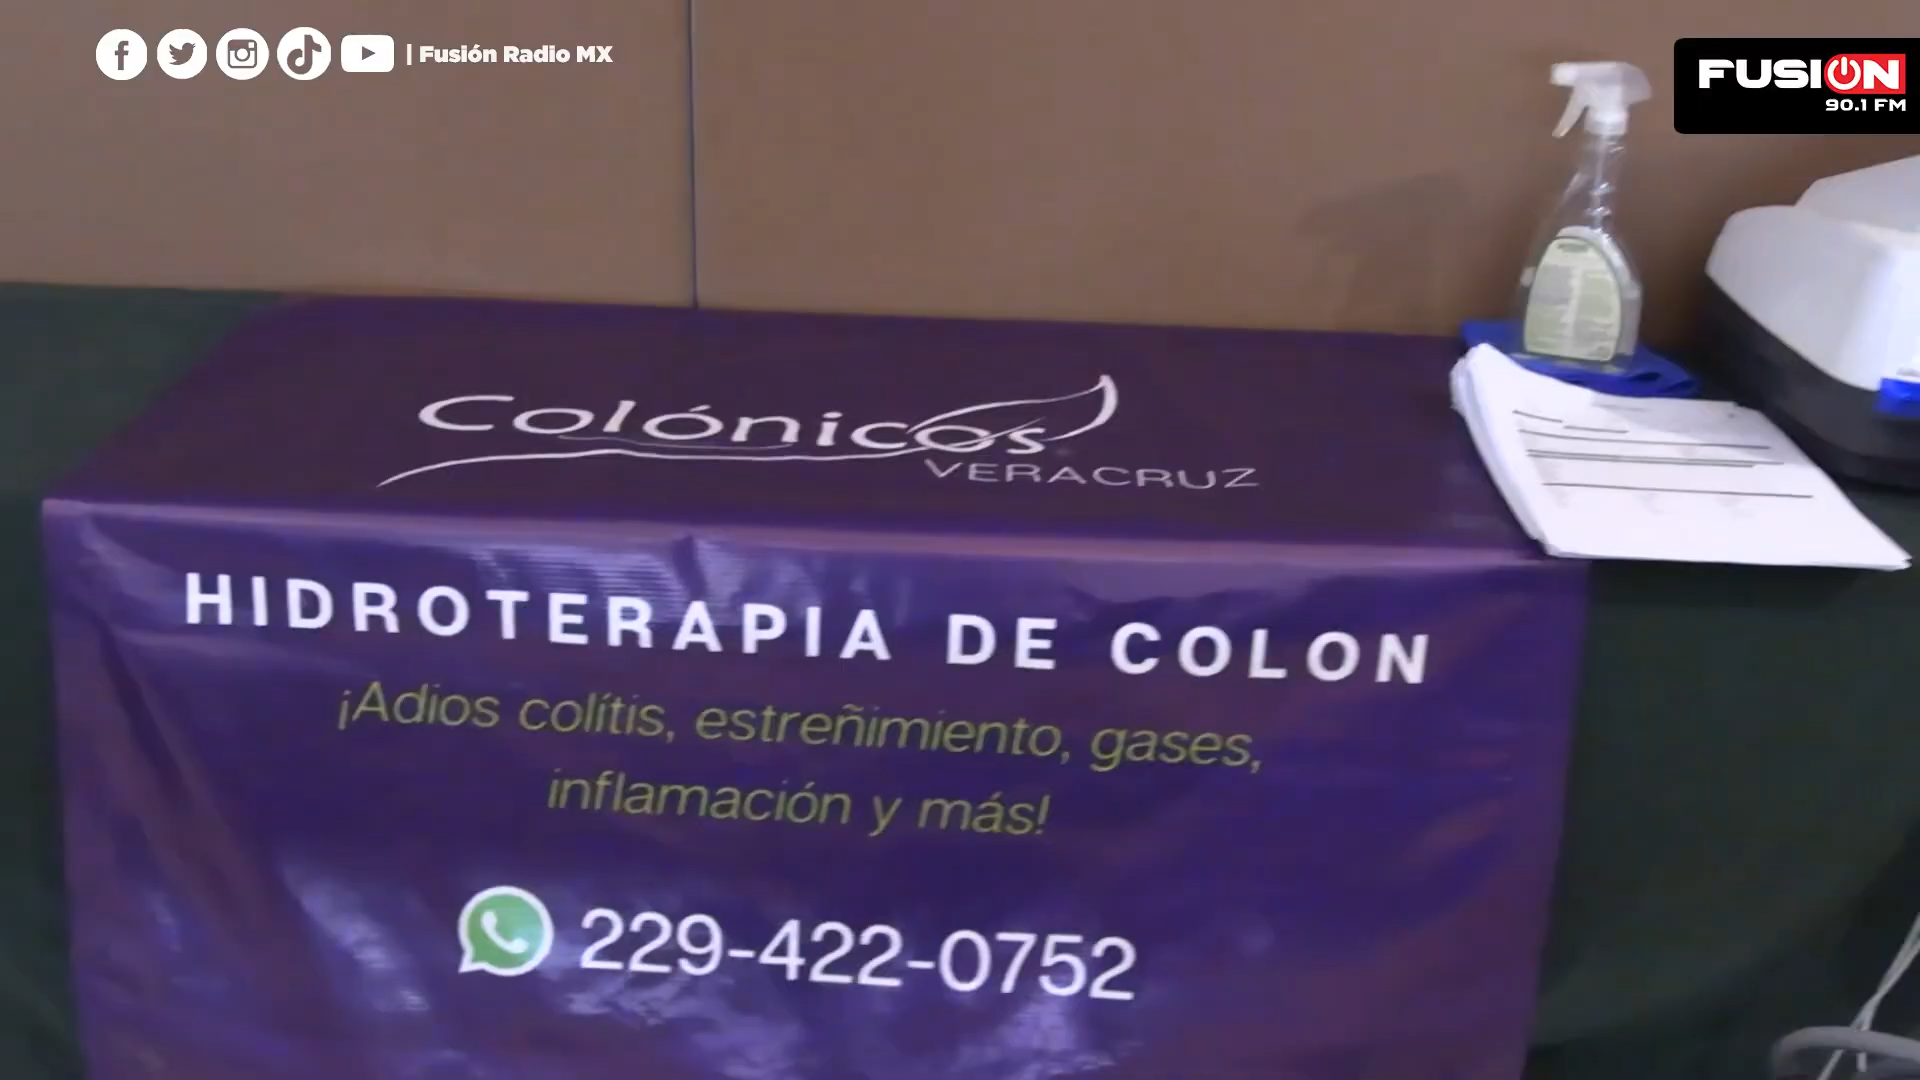 | Fusión Radio MX
FUSION
90.1 FM
Colónicos
VERACRUZ
HIDROTERAPIA DE COLON
¡Adios colítis, estreñimiento, gases,
inflamación y más!
229-422-0752